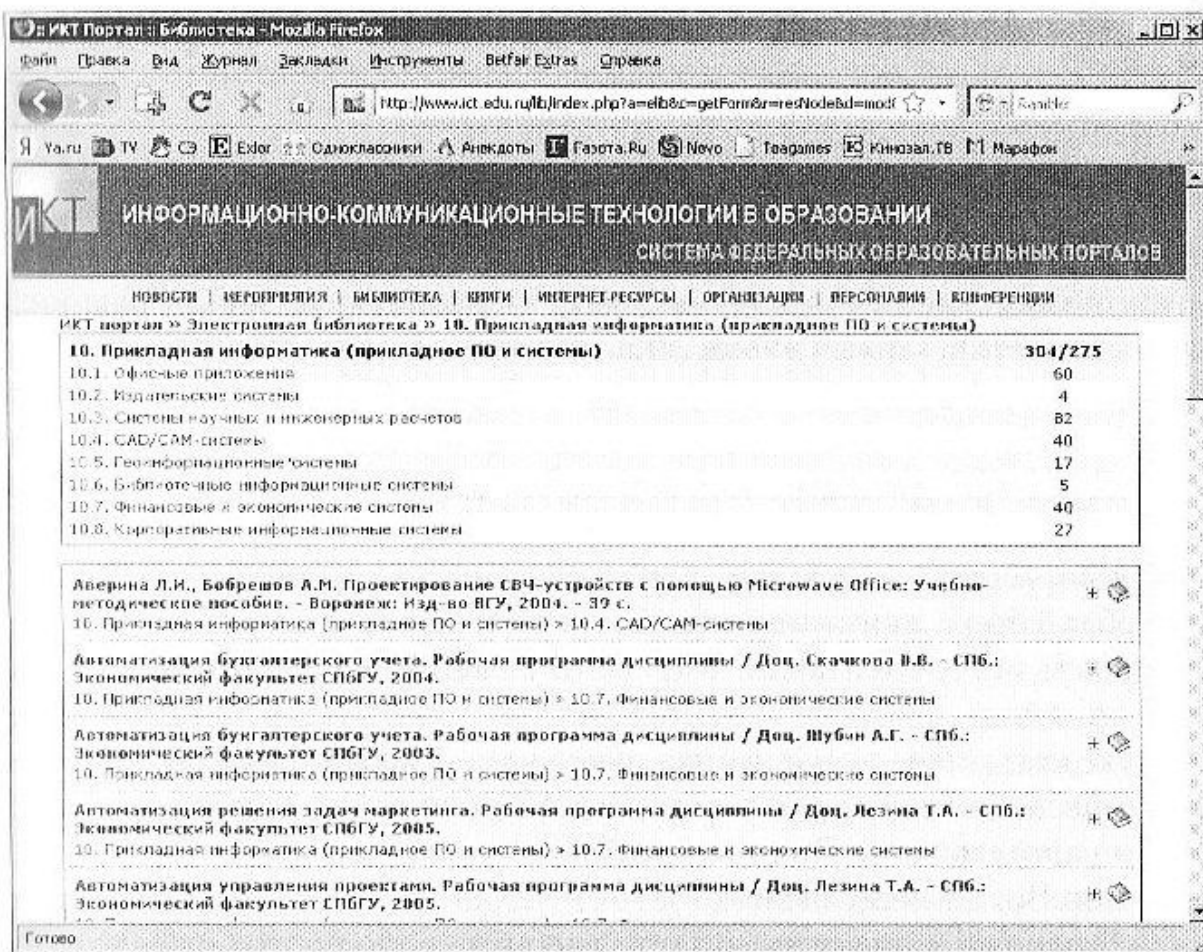 :: ИКТ Портал :: Библиотека - Mozilla Firefox
Файл Правка Вид Журнал Закладки Инструменты Betfair Extras Справка
http://www.ict.edu.ru/lib/index.php?a=elib&c=getForm&r=resNode&d=mod Rambler
Ya.ru TV СЭ Exler Одноклассники Анекдоты Газета.Ru Nevo Teagames Кинозал.ТВ Марафон
ИКТ ИНФОРМАЦИОННО-КОММУНИКАЦИОННЫЕ ТЕХНОЛОГИИ В ОБРАЗОВАНИИ
СИСТЕМА ФЕДЕРАЛЬНЫХ ОБРАЗОВАТЕЛЬНЫХ ПОРТАЛОВ
НОВОСТИ | МЕРОПРИЯТИЯ | БИБЛИОТЕКА | КНИГИ | ИНТЕРНЕТ-РЕСУРСЫ | ОРГАНИЗАЦИИ | ПЕРСОНАЛИИ | КОНФЕРЕНЦИИ
ИКТ портал » Электронная библиотека » 10. Прикладная информатика (прикладное ПО и системы)
10. Прикладная информатика (прикладное ПО и системы) 304/275
10.1. Офисные приложения 60
10.2. Издательские системы 4
10.3. Системы научных и инженерных расчетов 82
10.4. CAD/CAM-системы 40
10.5. Геоинформационные системы 17
10.6. Библиотечные информационные системы 5
10.7. Финансовые и экономические системы 40
10.8. Корпоративные информационные системы 27
Аверина Л.И., Бобрешов А.М. Проектирование СВЧ-устройств с помощью Microwave Office: Учебно-
методическое пособие. - Воронеж: Изд-во ВГУ, 2004. - 39 с. +
10. Прикладная информатика (прикладное ПО и системы) > 10.4. CAD/CAM-системы
Автоматизация бухгалтерского учета. Рабочая программа дисциплины / Доц. Скачкова В.В. - СПб.:
Экономический факультет СПбГУ, 2004. +
10. Прикладная информатика (прикладное ПО и системы) > 10.7. Финансовые и экономические системы
Автоматизация бухгалтерского учета. Рабочая программа дисциплины / Доц. Шубин А.Г. - СПб.:
Экономический факультет СПбГУ, 2003. +
10. Прикладная информатика (прикладное ПО и системы) > 10.7. Финансовые и экономические системы
Автоматизация решения задач маркетинга. Рабочая программа дисциплины / Доц. Лезина Т.А. - СПб.:
Экономический факультет СПбГУ, 2005. +
10. Прикладная информатика (прикладное ПО и системы) > 10.7. Финансовые и экономические системы
Автоматизация управления проектами. Рабочая программа дисциплины / Доц. Лезина Т.А. - СПб.:
Экономический факультет СПбГУ, 2005. +
Готово